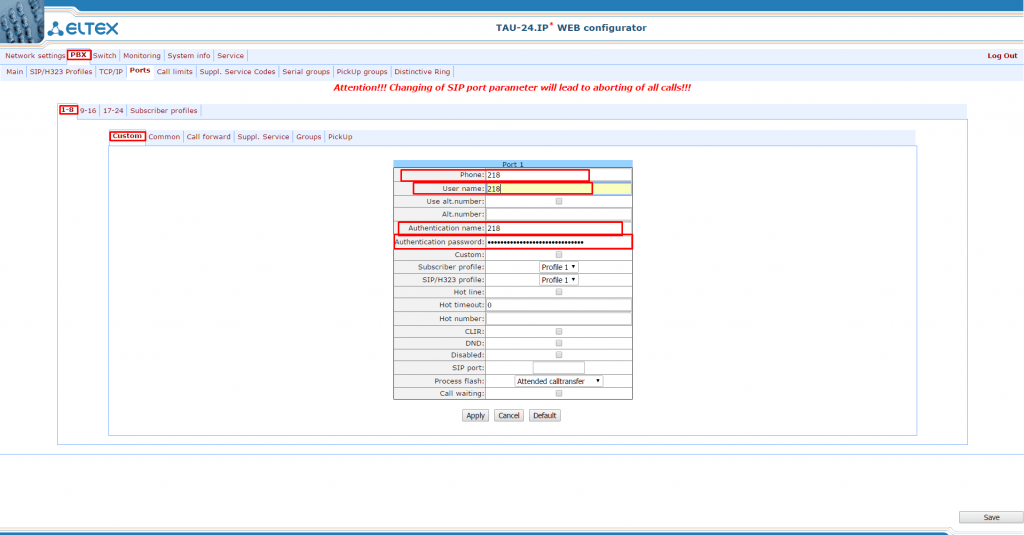 ELTEX
TAU-24.IP* WEB configurator
Network settings PBX Switch Monitoring System info Service Log Out
Main SIP/H323 Profiles TCP/IP Ports Call limits Suppl. Service Codes Serial groups PickUp groups Distinctive Ring
Attention!!! Changing of SIP port parameter will lead to aborting of all calls!!!
1-8 9-16 17-24 Subscriber profiles
Custom Common Call forward Suppl. Service Groups PickUp
Port 1
Phone: 218
User name: 218
Use alt.number:
Alt.number:
Authentication name: 218
Authentication password: ••••••••••••••••••••••••••••••
Custom:
Subscriber profile: Profile 1
SIP/H323 profile: Profile 1
Hot line:
Hot timeout: 0
Hot number:
CLIR:
DND:
Disabled:
SIP port:
Process flash: Attended calltransfer
Call waiting:
Apply Cancel Default
Save